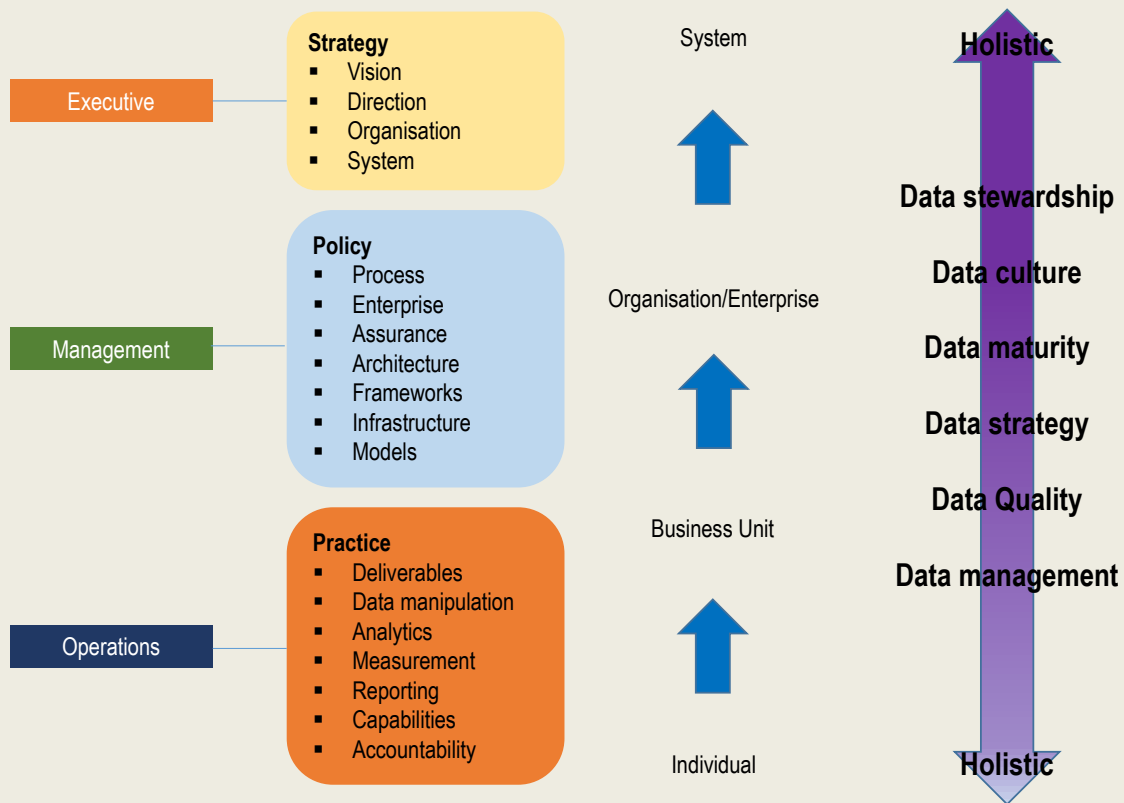 Executive
Strategy
▪ Vision
▪ Direction
▪ Organisation
▪ System
Management
Policy
▪ Process
▪ Enterprise
▪ Assurance
▪ Architecture
▪ Frameworks
▪ Infrastructure
▪ Models
Operations
Practice
▪ Deliverables
▪ Data manipulation
▪ Analytics
▪ Measurement
▪ Reporting
▪ Capabilities
▪ Accountability
System
Organisation/Enterprise
Business Unit
Individual
Holistic
Data stewardship
Data culture
Data maturity
Data strategy
Data Quality
Data management
Holistic